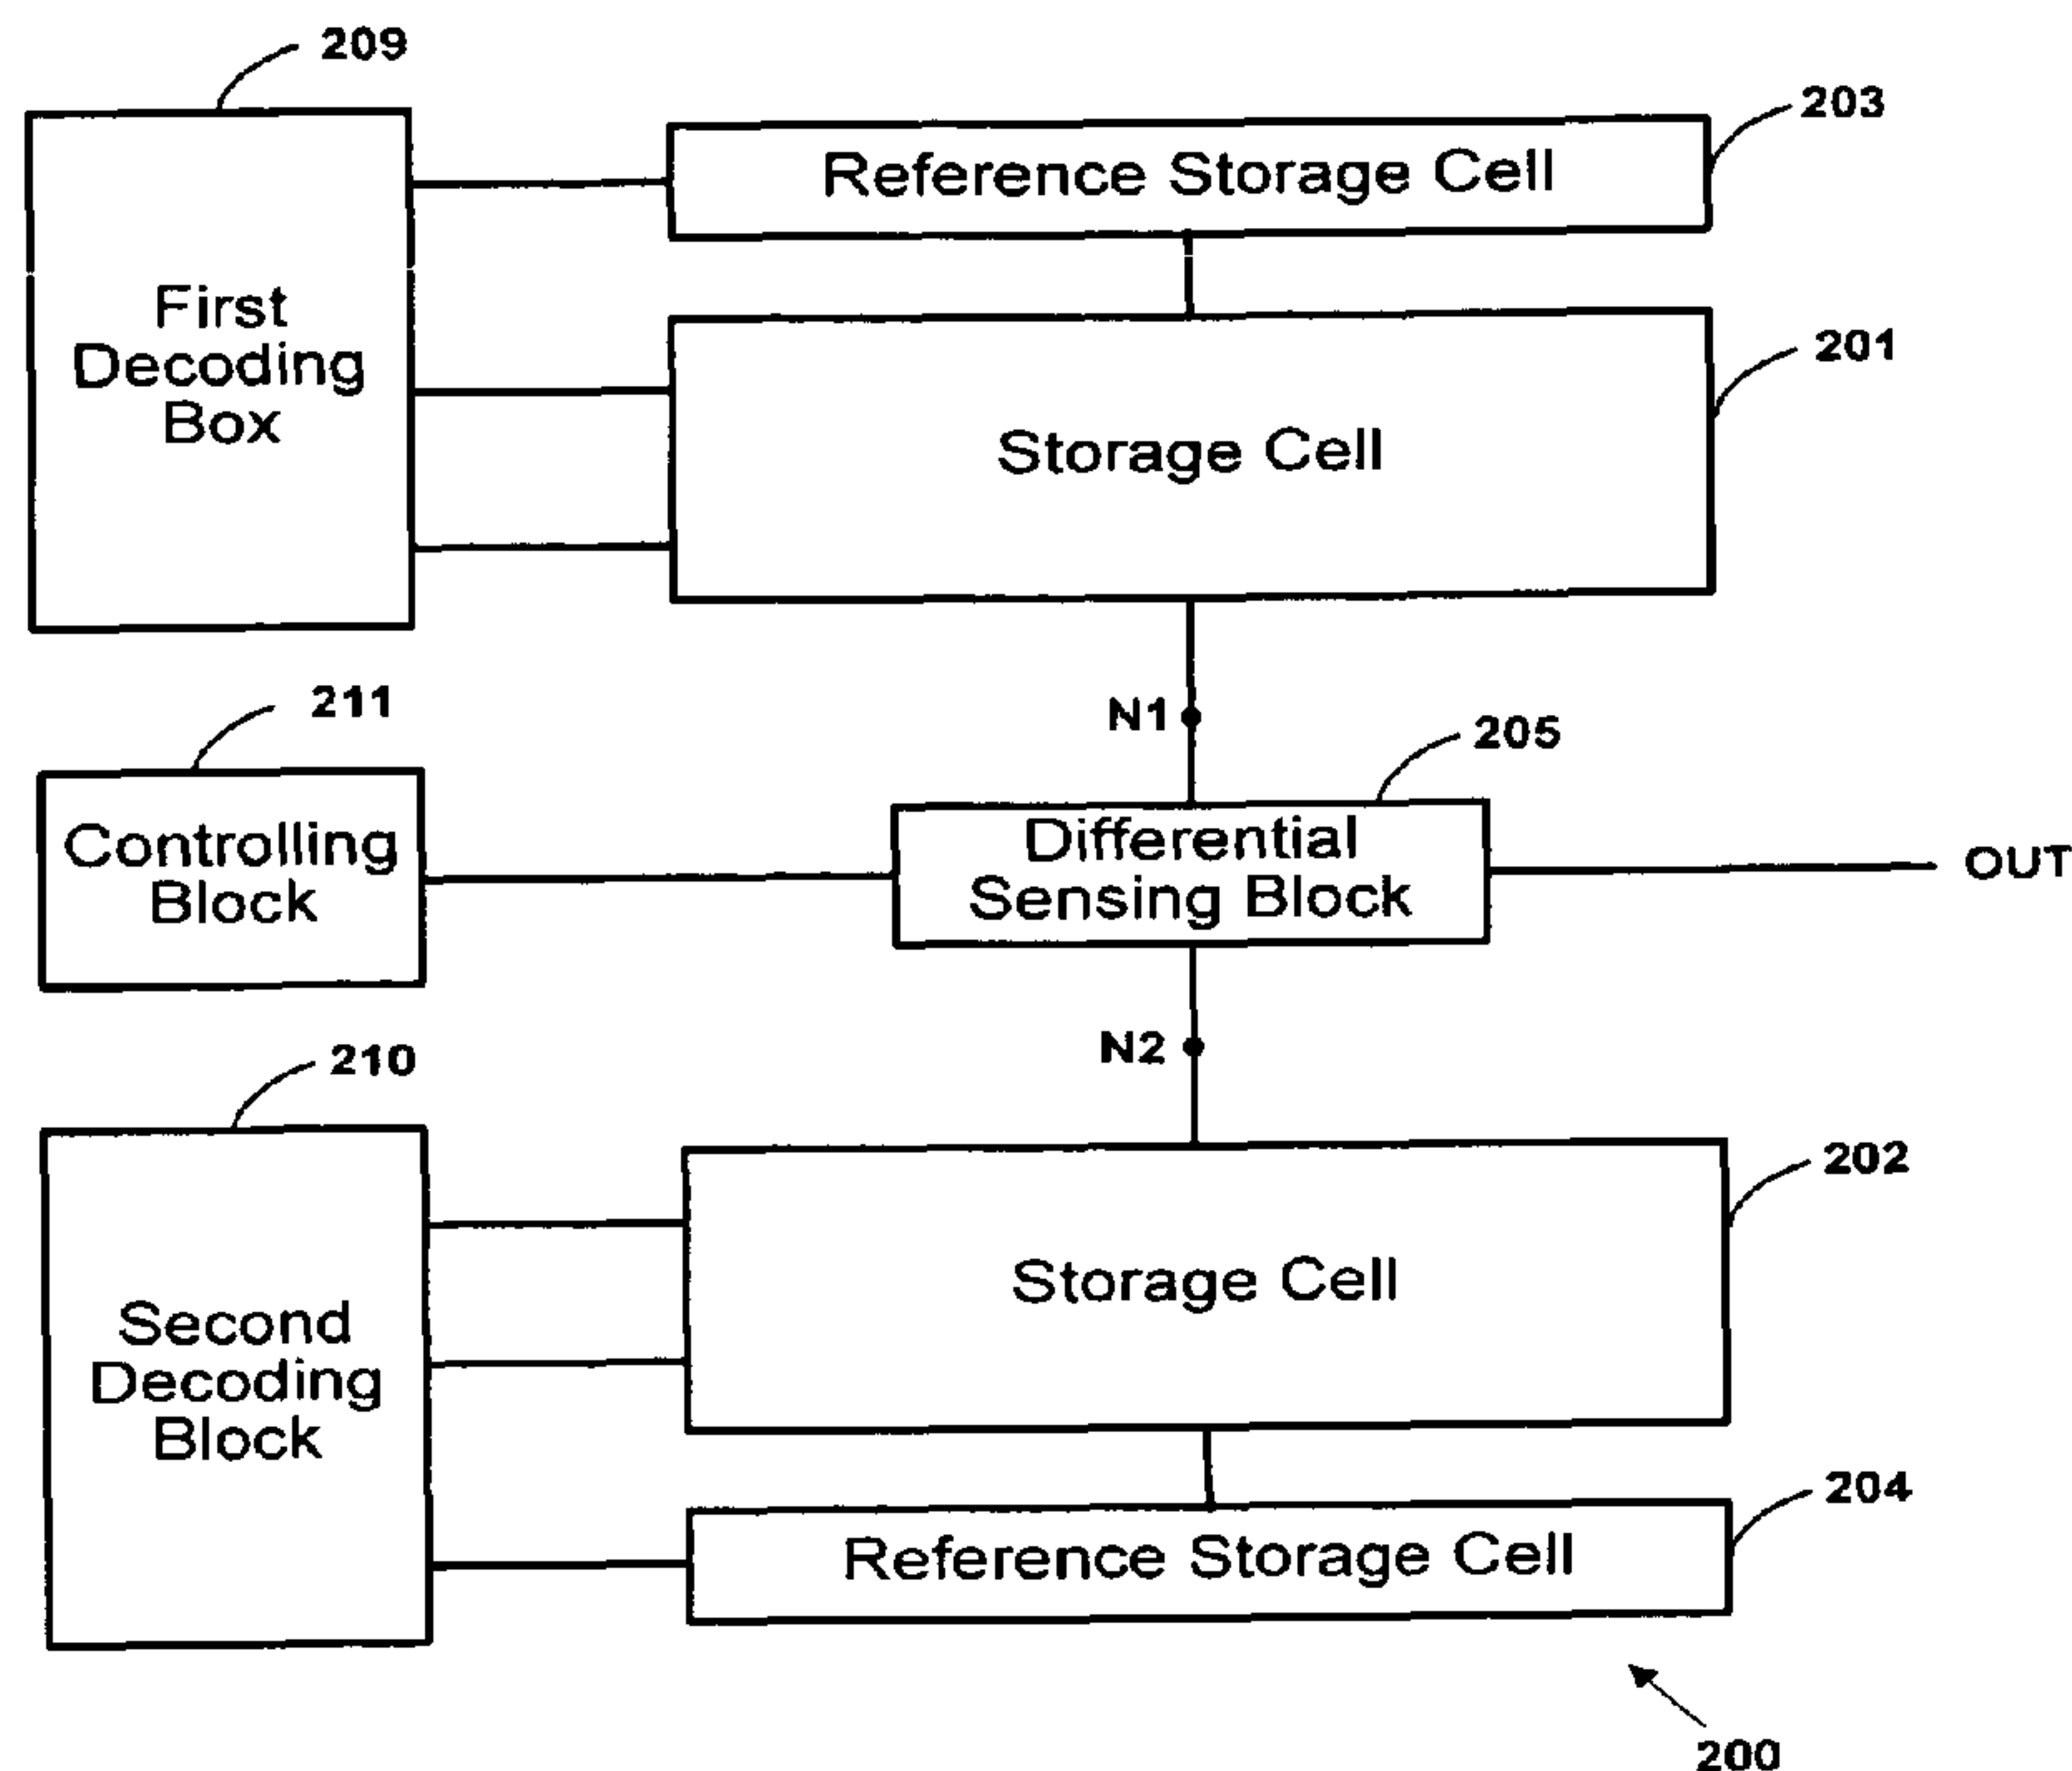 209
203
Reference Storage Cell
First
Decoding
Box
201
Storage Cell
211
N1
205
Controlling
Block
Differential
Sensing Block
OUT
210
N2
202
Storage Cell
Second
Decoding
Block
204
Reference Storage Cell
200